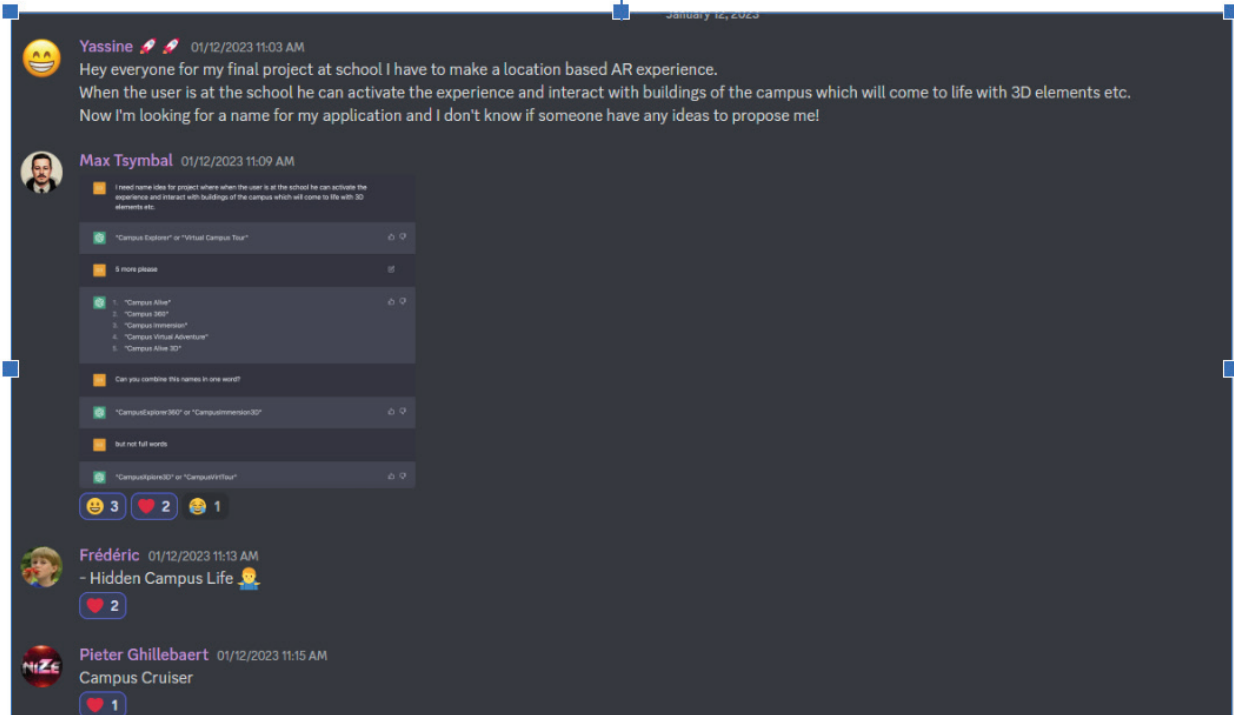 January 12, 2023
Yassine 01/12/2023 11:03 AM
Hey everyone for my final project at school I have to make a location based AR experience.
When the user is at the school he can activate the experience and interact with buildings of the campus which will come to life with 3D elements etc.
Now I'm looking for a name for my application and I don't know if someone have any ideas to propose me!
Max Tsymbal 01/12/2023 11:09 AM
I need name idea for project where when the user is at the school he can activate the
experience and interact with buildings of the campus which will come to life with 3D
elements etc.
"Campus Explorer" or "Virtual Campus Tour"
5 more please
1. "Campus Alive"
2. "Campus 360"
3. "Campus Immersion"
4. "Campus Virtual Adventure"
5. "Campus Alive 3D"
Can you combine this names in one word?
"CampusExplorer360" or "CampusImmersion3D"
but not full words
"CampusXplore3D" or "CampusVirtTour"
3 2 1
Frédéric 01/12/2023 11:13 AM
- Hidden Campus Life
2
Pieter Ghillebaert 01/12/2023 11:15 AM
NIZE
Campus Cruiser
1